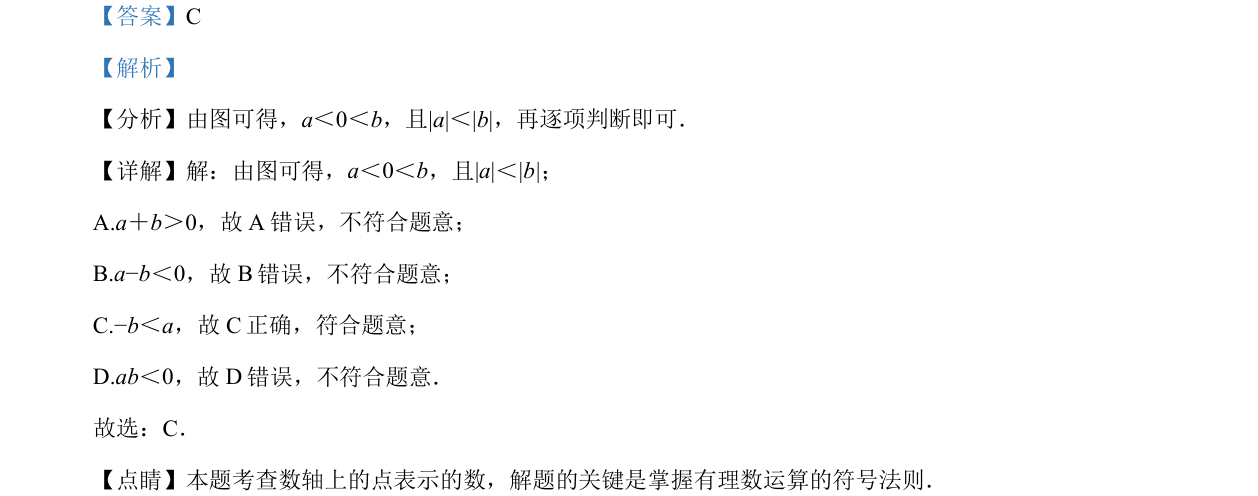 【答案】C
【解析】
【分析】由图可得，a＜0＜b，且|a|＜|b|，再逐项判断即可．
【详解】解：由图可得，a＜0＜b，且|a|＜|b|；
A.a＋b＞0，故 A 错误，不符合题意；
B.a−b＜0，故 B 错误，不符合题意；
C.−b＜a，故 C 正确，符合题意；
D.ab＜0，故 D 错误，不符合题意．
故选：C．
【点睛】本题考查数轴上的点表示的数，解题的关键是掌握有理数运算的符号法则．